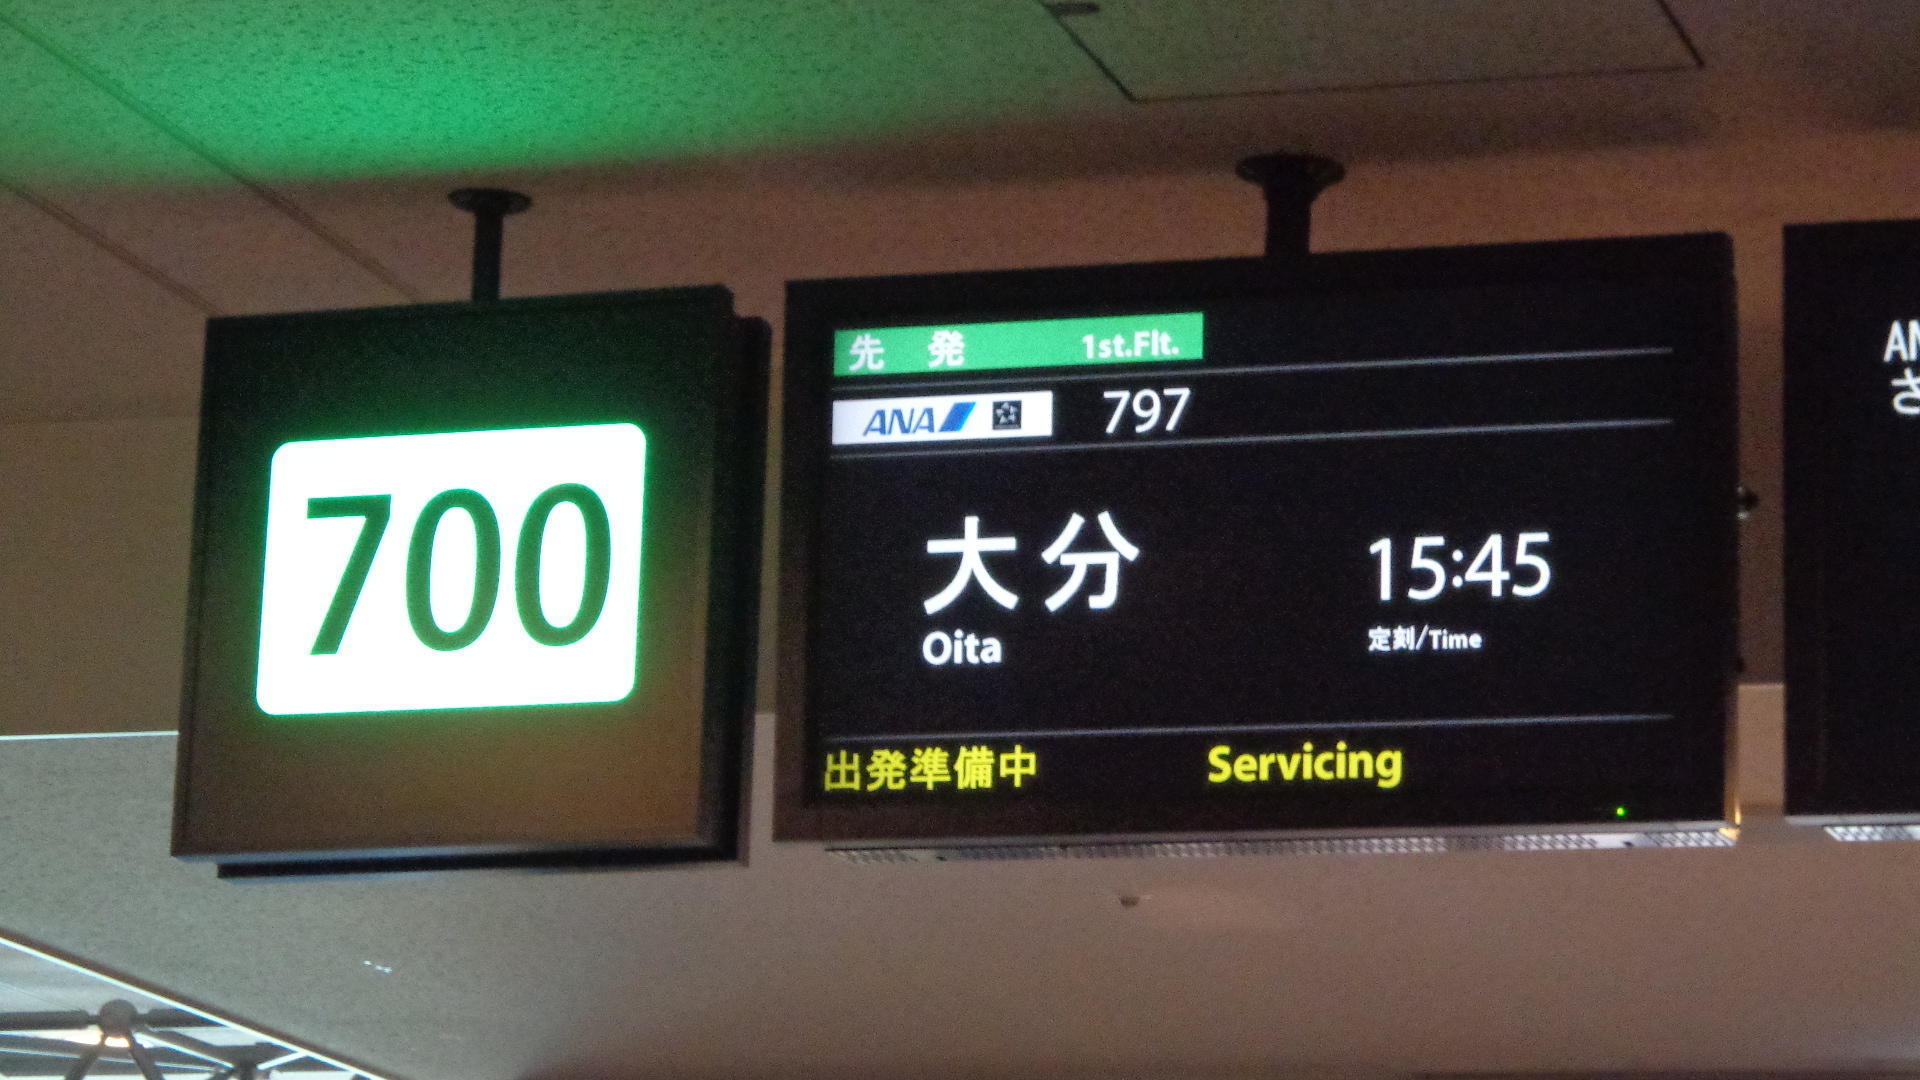 700
先 発 1st.Flt.
ANA 797
大分 15:45
Oita 定刻/Time
出発準備中 Servicing